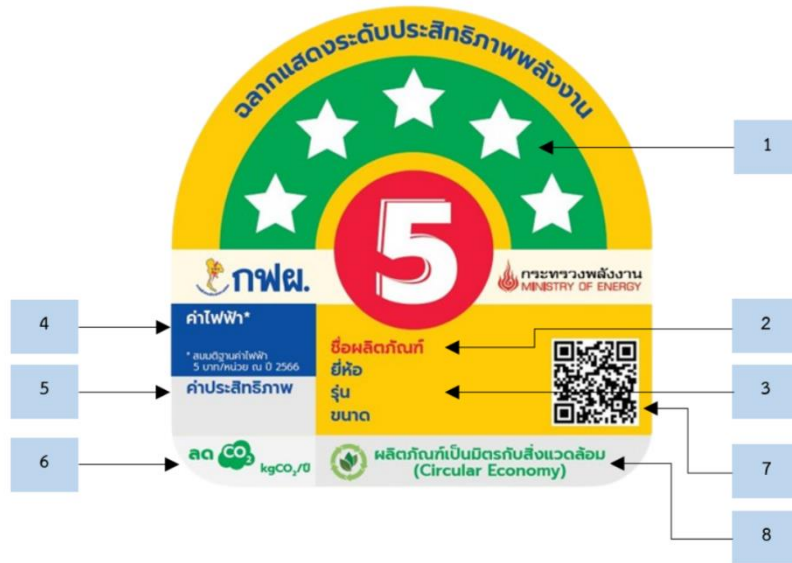 ฉลากแสดงระดับประสิทธิภาพพลังงาน
1
5
กฟผ.
กระทรวงพลังงาน
MINISTRY OF ENERGY
4
ค่าไฟฟ้า*
* สมมติฐานค่าไฟฟ้า
5 บาท/หน่วย ณ ปี 2566
ชื่อผลิตภัณฑ์
2
5
ค่าประสิทธิภาพ
ยี่ห้อ
รุ่น
ขนาด
3
6
ลด CO₂ kgCO₂/ปี
ผลิตภัณฑ์เป็นมิตรกับสิ่งแวดล้อม
(Circular Economy)
7
8